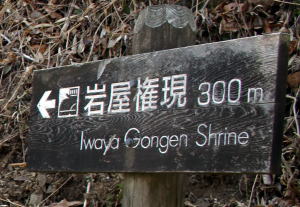 岩屋権現 300m
Iwaya Gongen Shrine